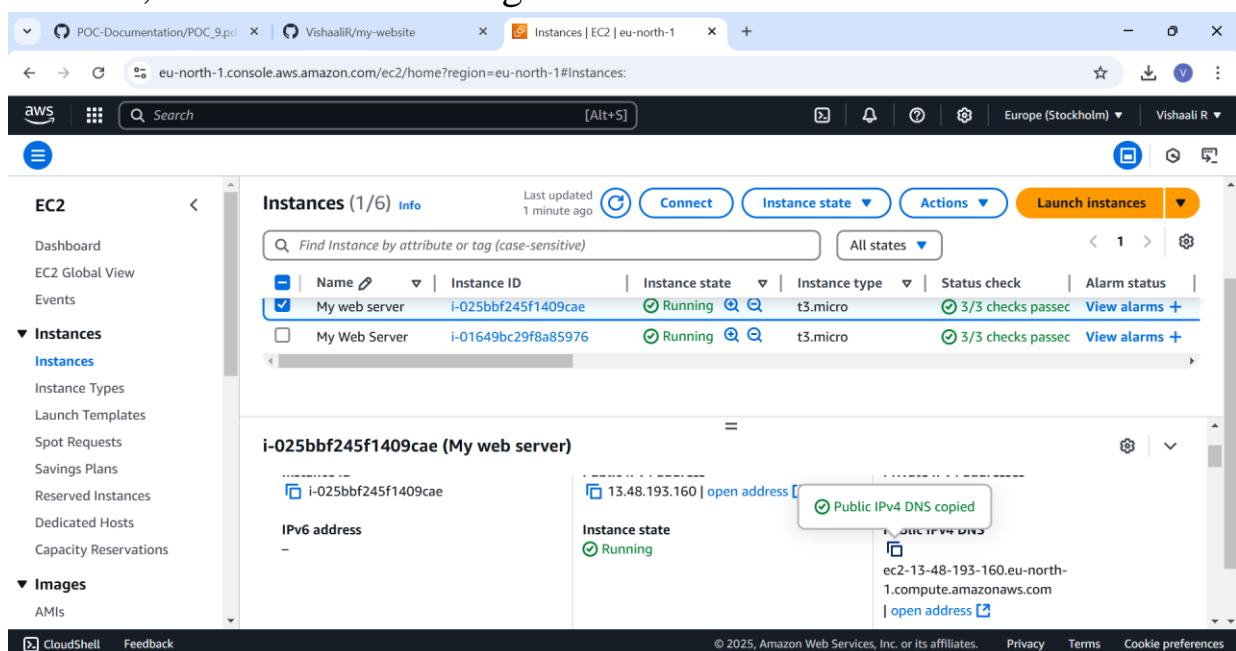 POC-Documentation/POC_9.pd
VishaaliR/my-website
Instances | EC2 | eu-north-1
eu-north-1.console.aws.amazon.com/ec2/home?region=eu-north-1#Instances:
V
aws
Search
[Alt+S]
Europe (Stockholm)
Vishaali R
EC2
Dashboard
EC2 Global View
Events
Instances
Instances
Instance Types
Launch Templates
Spot Requests
Savings Plans
Reserved Instances
Dedicated Hosts
Capacity Reservations
Images
AMIs
Instances (1/6) Info
Last updated
1 minute ago
Connect
Instance state
Actions
Launch instances
Find Instance by attribute or tag (case-sensitive)
All states
1
Name Instance ID Instance state Instance type Status check Alarm status
My web server i-025bbf245f1409cae Running t3.micro 3/3 checks passec View alarms +
My Web Server i-01649bc29f8a85976 Running t3.micro 3/3 checks passec View alarms +
i-025bbf245f1409cae (My web server)
i-025bbf245f1409cae
13.48.193.160 | open address
Public IPv4 DNS copied
IPv6 address
–
Instance state
Running
Public IPv4 DNS
ec2-13-48-193-160.eu-north-
1.compute.amazonaws.com
| open address
CloudShell Feedback
© 2025, Amazon Web Services, Inc. or its affiliates. Privacy Terms Cookie preferences